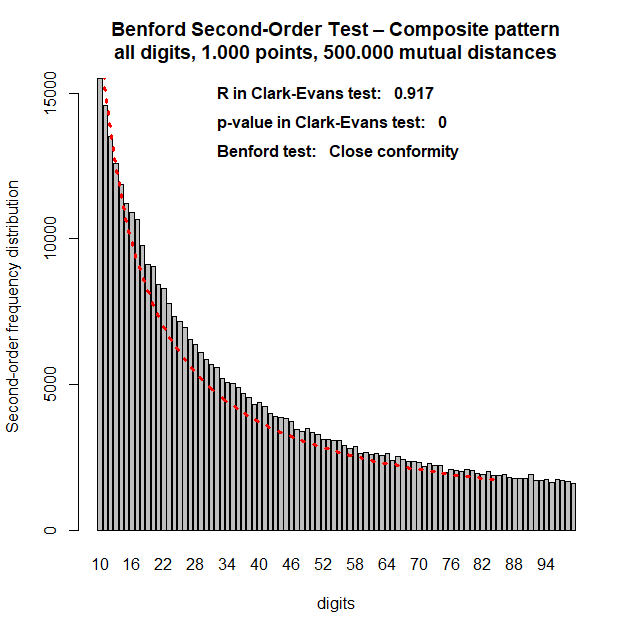 Benford Second-Order Test – Composite pattern
all digits, 1.000 points, 500.000 mutual distances
R in Clark-Evans test: 0.917
p-value in Clark-Evans test: 0
Benford test: Close conformity
Second-order frequency distribution
15000
10000
5000
0
10 16 22 28 34 40 46 52 58 64 70 76 82 88 94
digits